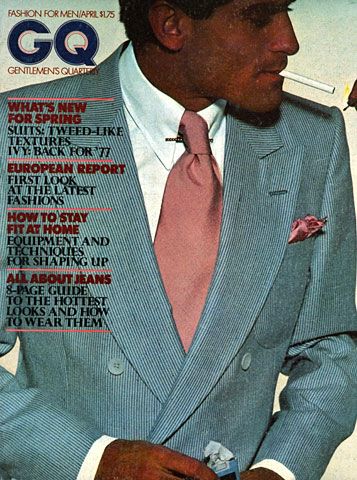 FASHION FOR MEN/APRIL $1.75
GQ
GENTLEMEN'S QUARTERLY
WHAT'S NEW
FOR SPRING
SUITS: TWEED-LIKE
TEXTURES
IVY: BACK FOR '77
EUROPEAN REPORT
FIRST LOOK
AT THE LATEST
FASHIONS
HOW TO STAY
FIT AT HOME
EQUIPMENT AND
TECHNIQUES
FOR SHAPING UP
ALL ABOUT JEANS
8-PAGE GUIDE
TO THE HOTTEST
LOOKS AND HOW
TO WEAR THEM